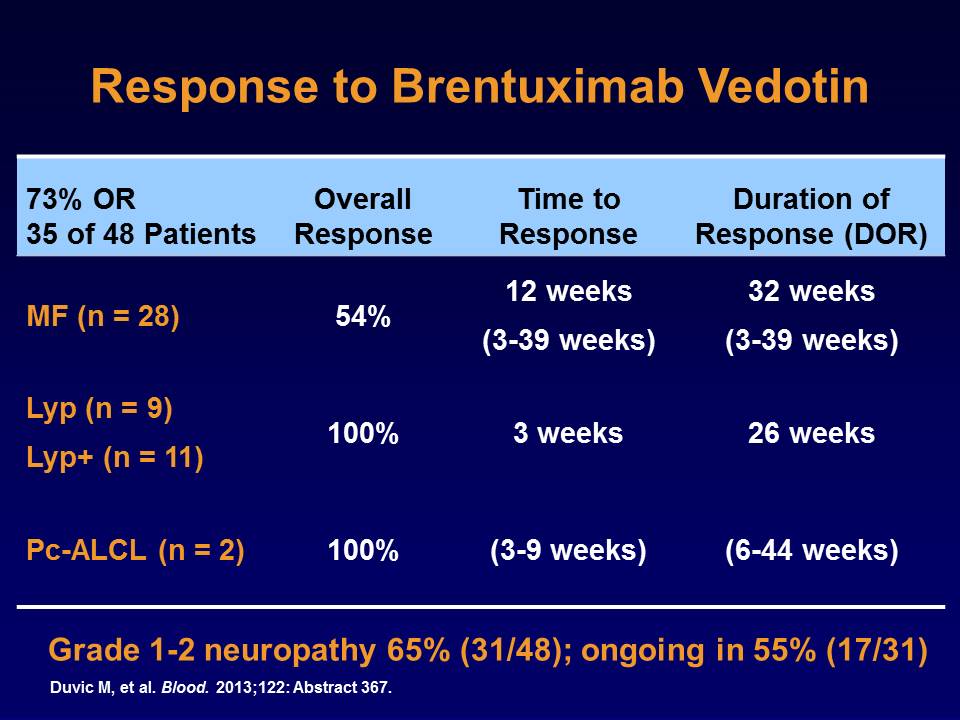 Response to Brentuximab Vedotin
73% OR
35 of 48 Patients
Overall
Response
Time to
Response
Duration of
Response (DOR)
MF (n = 28)
54%
12 weeks
(3-39 weeks)
32 weeks
(3-39 weeks)
Lyp (n = 9)
Lyp+ (n = 11)
100%
3 weeks
26 weeks
Pc-ALCL (n = 2)
100%
(3-9 weeks)
(6-44 weeks)
Grade 1-2 neuropathy 65% (31/48); ongoing in 55% (17/31)
Duvic M, et al. Blood. 2013;122: Abstract 367.